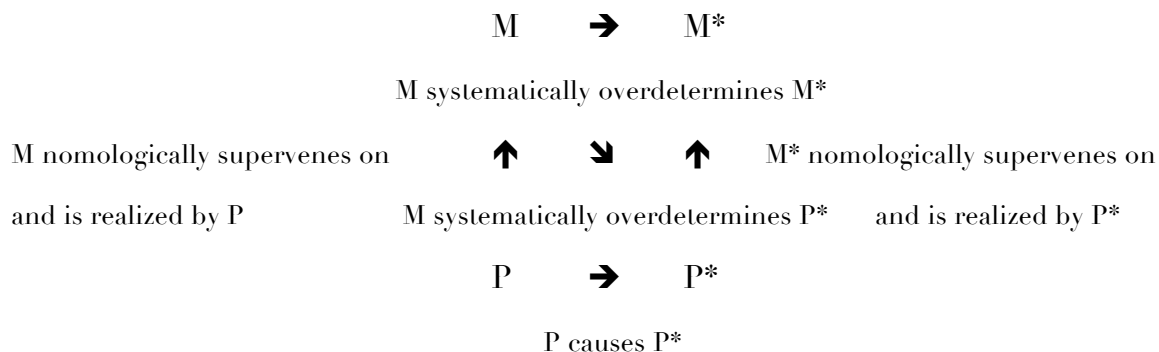 M ➔ M*
M systematically overdetermines M*
M nomologically supervenes on 🡹 🡾 🡹 M* nomologically supervenes on
and is realized by P M systematically overdetermines P* and is realized by P*
P ➔ P*
P causes P*